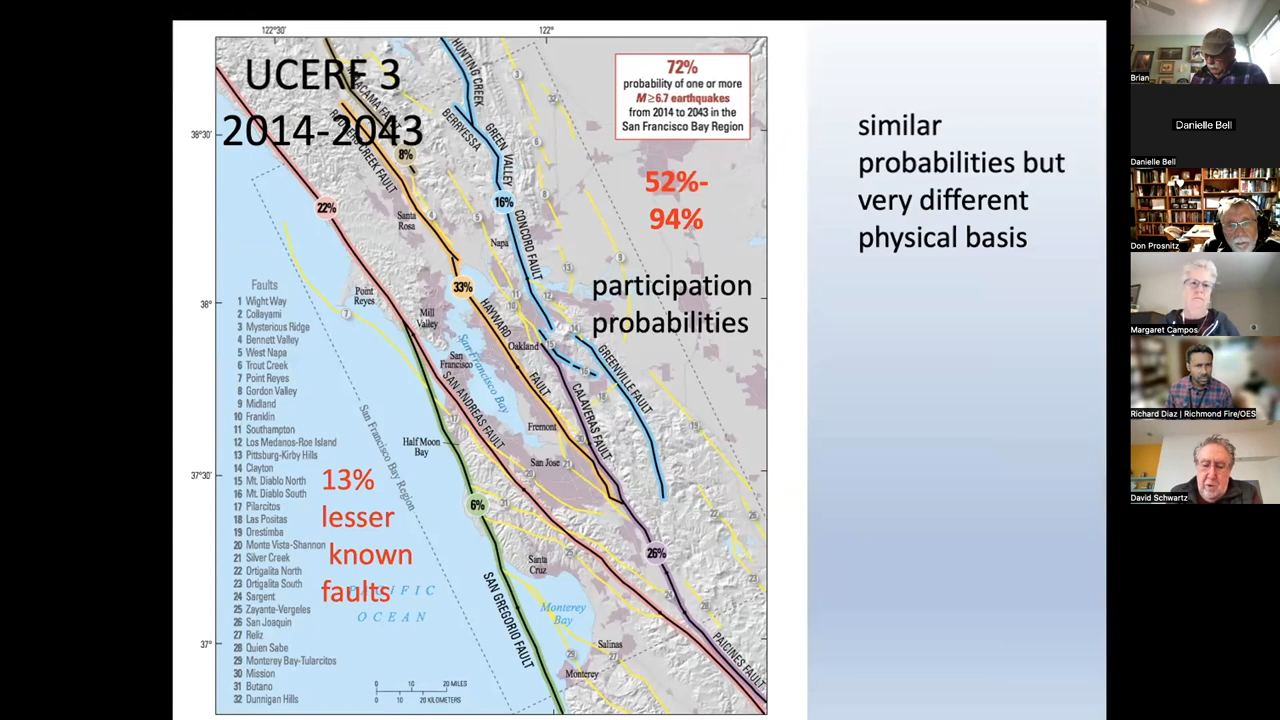 122°30'
122°
UCERF 3
2014-2043
72%
probability of one or more
M≥6.7 earthquakes
from 2014 to 2043 in the
San Francisco Bay Region
52%-
94%
participation
probabilities
similar
probabilities but
very different
physical basis
38°30'
38°
37°30'
37°
HUNTING CREEK
BERRYESSA
GREEN VALLEY
CONCORD FAULT
CREEK FAULT
HAYWARD
FAULT
CALAVERAS FAULT
GREENVILLE FAULT
SAN ANDREAS FAULT
SAN GREGORIO FAULT
PAICINES FAULT
8%
22%
16%
33%
6%
26%
Santa
Rosa
Napa
Point
Reyes
Mill
Valley
Oakland
San
Francisco
San Francisco Bay
Fremont
Half Moon
Bay
San Jose
Santa
Cruz
Monterey
Bay
Salinas
Monterey
San Francisco Bay Region
PACIFIC
OCEAN
Faults
1 Wight Way
2 Collayami
3 Mysterious Ridge
4 Bennett Valley
5 West Napa
6 Trout Creek
7 Point Reyes
8 Gordon Valley
9 Midland
10 Franklin
11 Southampton
12 Los Medanos-Roe Island
13 Pittsburg-Kirby Hills
14 Clayton
15 Mt. Diablo North
16 Mt. Diablo South
17 Pilarcitos
18 Las Positas
19 Orestimba
20 Monte Vista-Shannon
21 Silver Creek
22 Ortigalita North
23 Ortigalita South
24 Sargent
25 Zayante-Vergeles
26 San Joaquin
27 Reliz
28 Quien Sabe
29 Monterey Bay-Tularcitos
30 Mission
31 Butano
32 Dunnigan Hills
13%
lesser
known
faults
0 10 20 MILES
0 10 20 KILOMETERS
Brian
Danielle Bell
Danielle Bell
Don Prosnitz
Margaret Campos
Richard Diaz | Richmond Fire/OES
David Schwartz